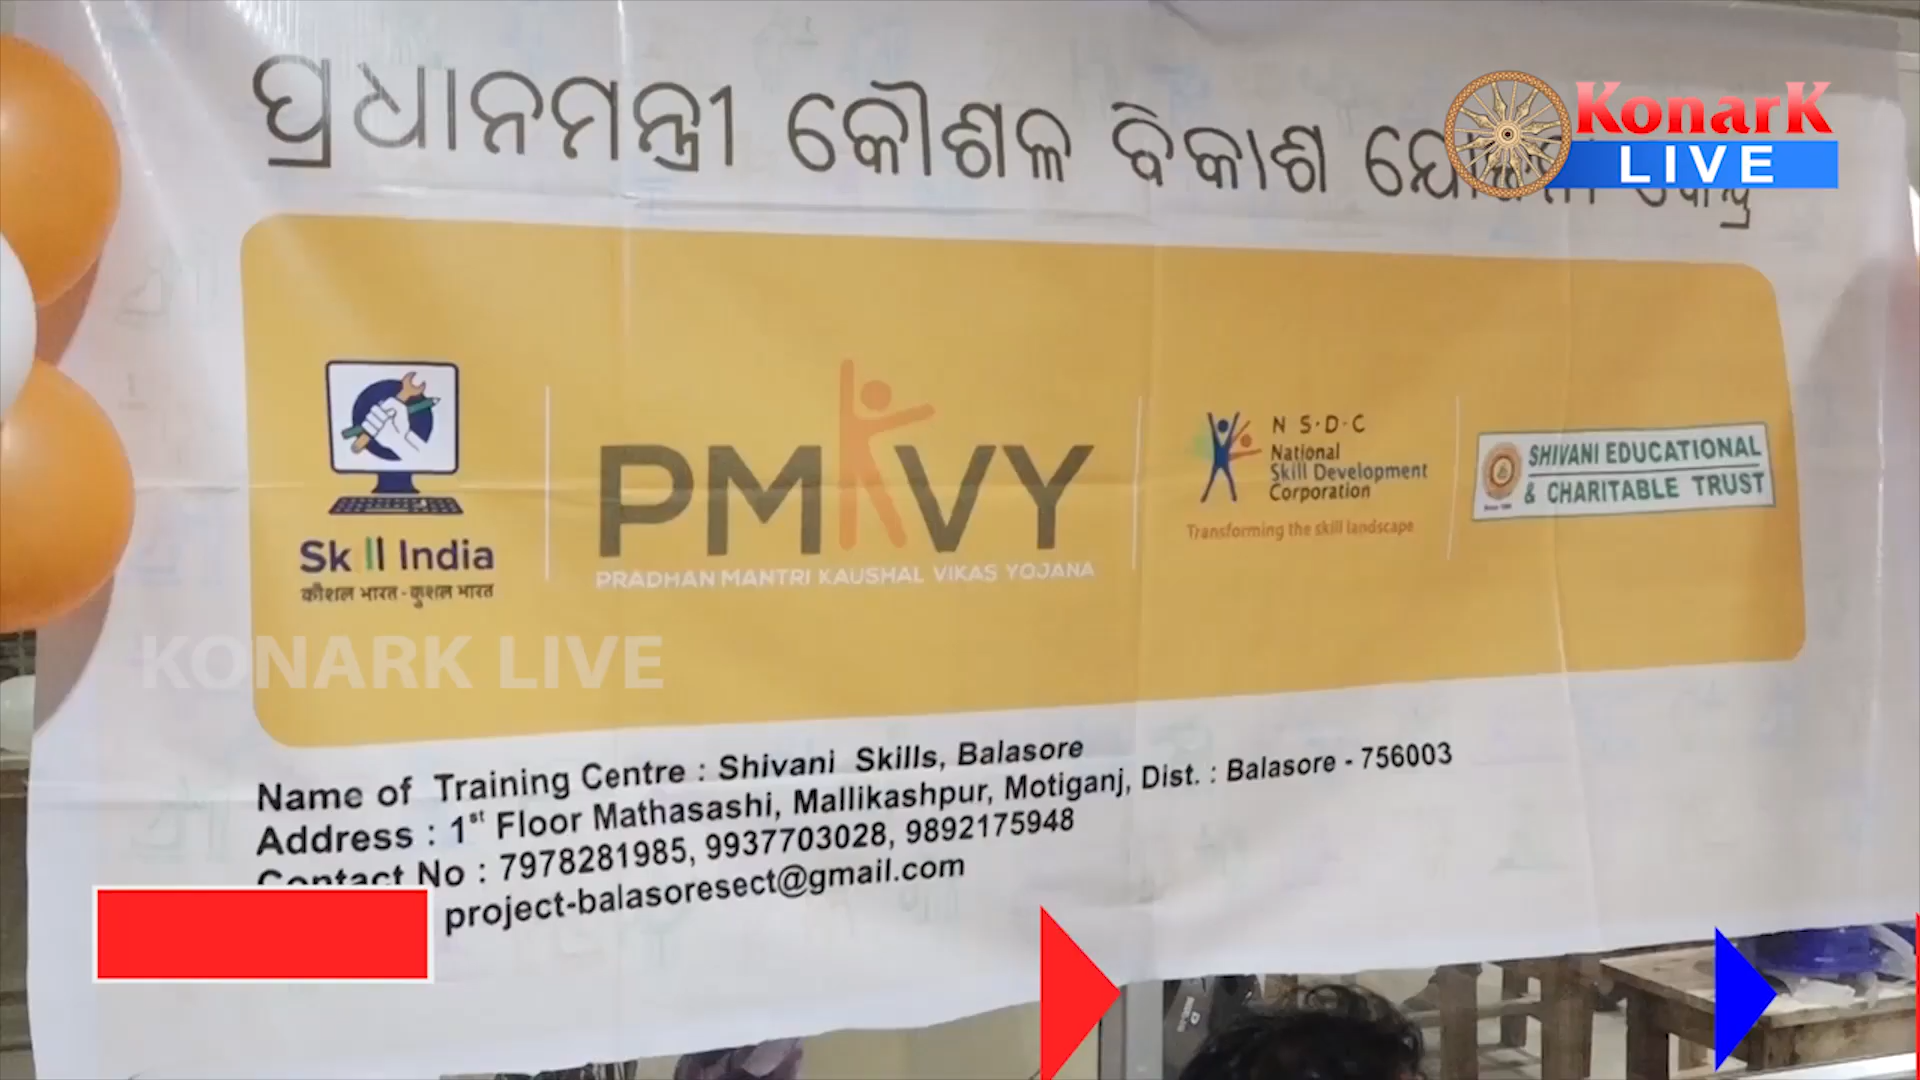 ପ୍ରଧାନମନ୍ତ୍ରୀ କୌଶଳ ବିକାଶ
KonarK
LIVE
Skill India
कौशल भारत - कुशल भारत
PMKVY
PRADHAN MANTRI KAUSHAL VIKAS YOJANA
N S·D·C
National
Skill Development
Corporation
Transforming the skill landscape
SHIVANI EDUCATIONAL
& CHARITABLE TRUST
KONARK LIVE
Name of Training Centre : Shivani Skills, Balasore
Address : 1st Floor Mathasashi, Mallikashpur, Motiganj, Dist. : Balasore - 756003
Contact No : 7978281985, 9937703028, 9892175948
project-balasoresect@gmail.com